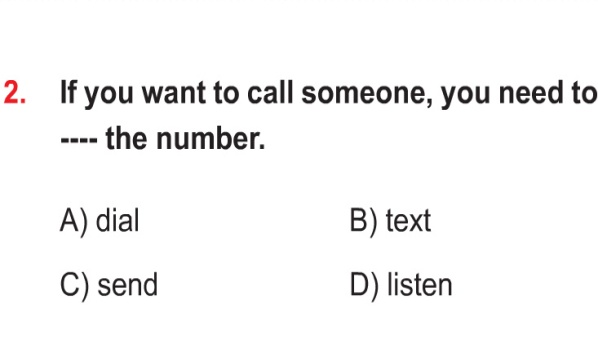 2. If you want to call someone, you need to
---- the number.
A) dial B) text
C) send D) listen